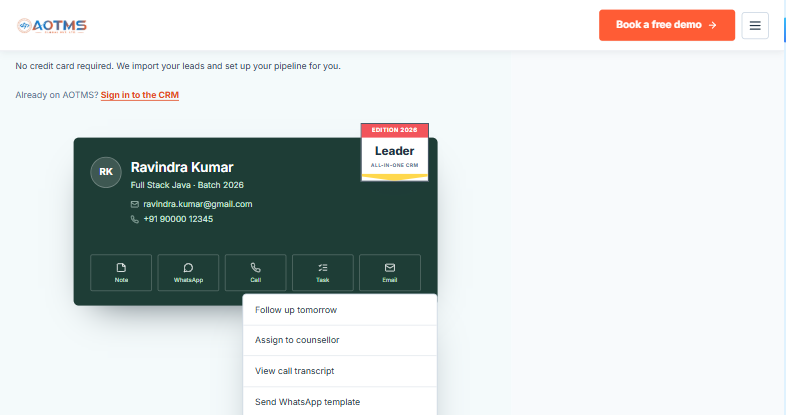 AOTMS
Book a free demo →
No credit card required. We import your leads and set up your pipeline for you.
Already on AOTMS? Sign in to the CRM
EDITION 2026
Leader
ALL-IN-ONE CRM
RK
Ravindra Kumar
Full Stack Java · Batch 2026
ravindra.kumar@gmail.com
+91 90000 12345
Note
WhatsApp
Call
Task
Email
Follow up tomorrow
Assign to counsellor
View call transcript
Send WhatsApp template